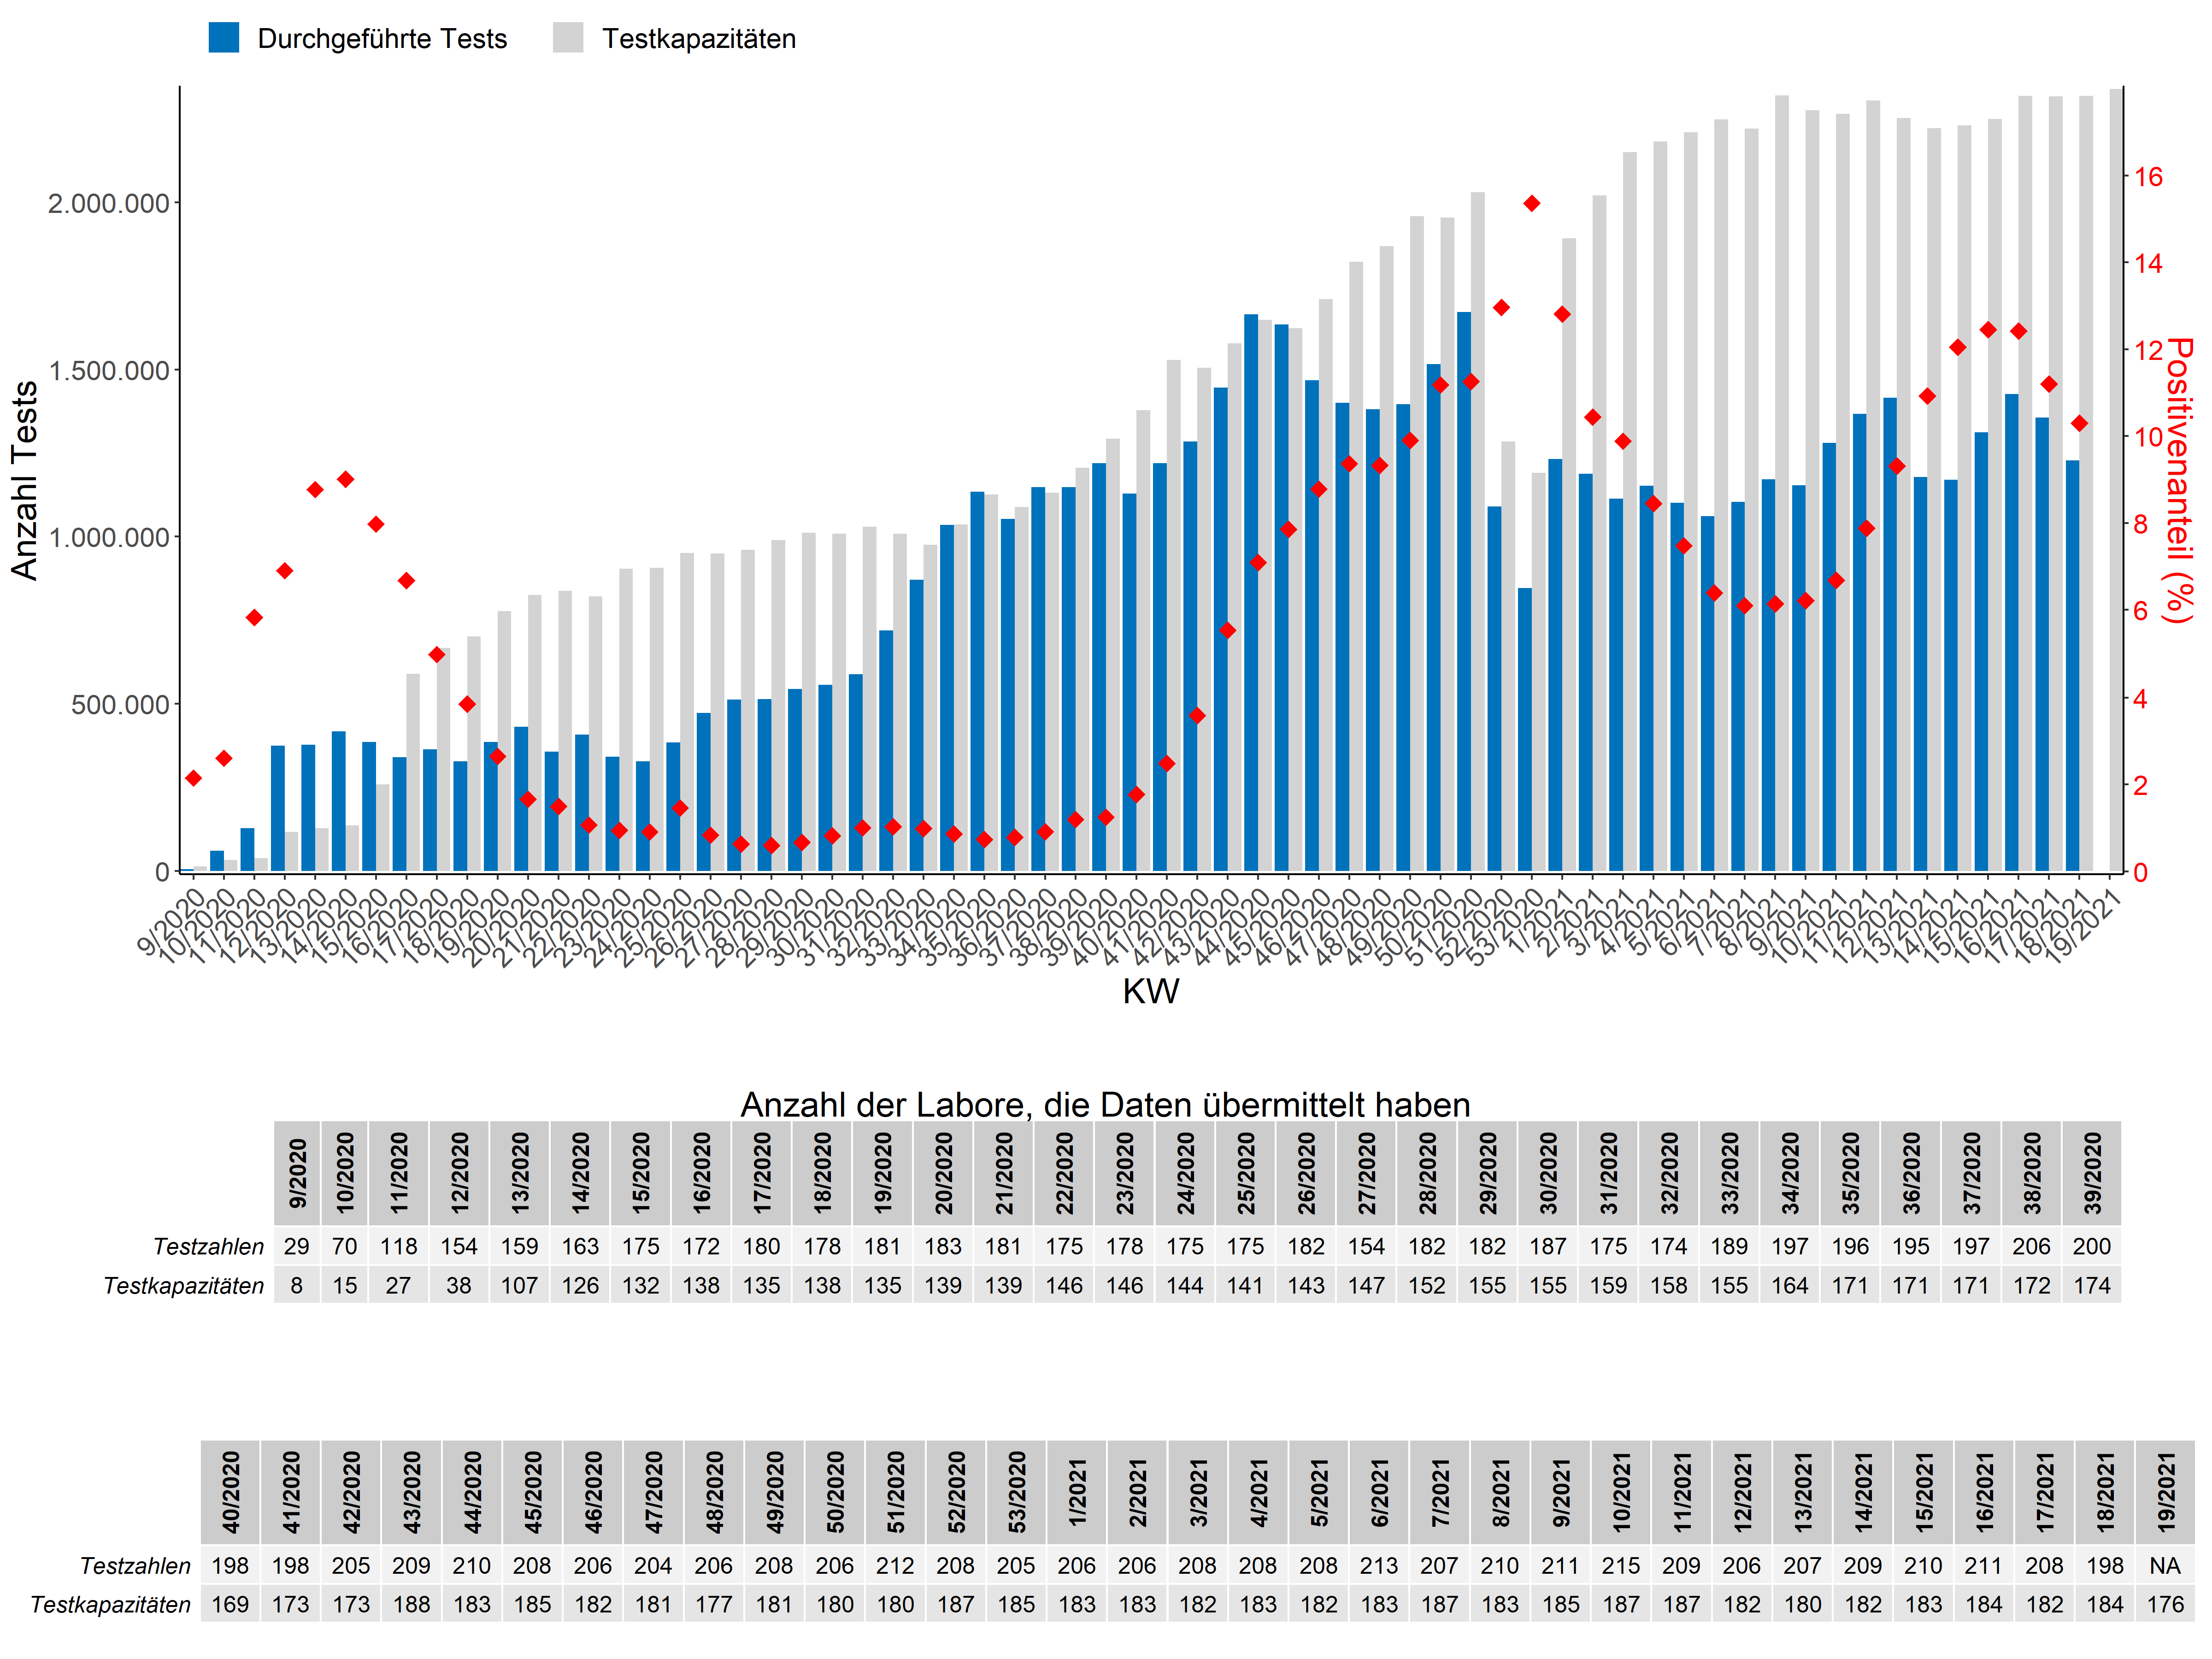 Durchgeführte Tests Testkapazitäten
Anzahl Tests
2.000.000
1.500.000
1.000.000
500.000
0
16
14
12
10
8
6
4
2
0
Positivenanteil (%)
9/2020 10/2020 11/2020 12/2020 13/2020 14/2020 15/2020 16/2020 17/2020 18/2020 19/2020 20/2020 21/2020 22/2020 23/2020 24/2020 25/2020 26/2020 27/2020 28/2020 29/2020 30/2020 31/2020 32/2020 33/2020 34/2020 35/2020 36/2020 37/2020 38/2020 39/2020 40/2020 41/2020 42/2020 43/2020 44/2020 45/2020 46/2020 47/2020 48/2020 49/2020 50/2020 51/2020 52/2020 53/2020 1/2021 2/2021 3/2021 4/2021 5/2021 6/2021 7/2021 8/2021 9/2021 10/2021 11/2021 12/2021 13/2021 14/2021 15/2021 16/2021 17/2021 18/2021 19/2021
KW
Anzahl der Labore, die Daten übermittelt haben
9/2020 10/2020 11/2020 12/2020 13/2020 14/2020 15/2020 16/2020 17/2020 18/2020 19/2020 20/2020 21/2020 22/2020 23/2020 24/2020 25/2020 26/2020 27/2020 28/2020 29/2020 30/2020 31/2020 32/2020 33/2020 34/2020 35/2020 36/2020 37/2020 38/2020 39/2020
Testzahlen 29 70 118 154 159 163 175 172 180 178 181 183 181 175 178 175 175 182 154 182 182 187 175 174 189 197 196 195 197 206 200
Testkapazitäten 8 15 27 38 107 126 132 138 135 138 135 139 139 146 146 144 141 143 147 152 155 155 159 158 155 164 171 171 171 172 174
40/2020 41/2020 42/2020 43/2020 44/2020 45/2020 46/2020 47/2020 48/2020 49/2020 50/2020 51/2020 52/2020 53/2020 1/2021 2/2021 3/2021 4/2021 5/2021 6/2021 7/2021 8/2021 9/2021 10/2021 11/2021 12/2021 13/2021 14/2021 15/2021 16/2021 17/2021 18/2021 19/2021
Testzahlen 198 198 205 209 210 208 206 204 206 208 206 212 208 205 206 206 208 208 208 213 207 210 211 215 209 206 207 209 210 211 208 198 NA
Testkapazitäten 169 173 173 188 183 185 182 181 177 181 180 180 187 185 183 183 182 183 182 183 187 183 185 187 187 182 180 182 183 184 182 184 176